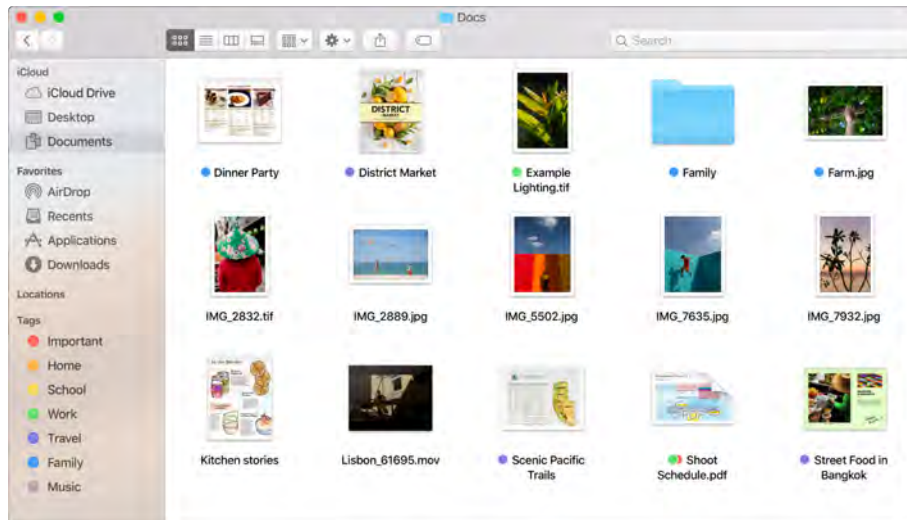 Docs
Search
iCloud
iCloud Drive
Desktop
Documents
Favorites
AirDrop
Recents
Applications
Downloads
Locations
Tags
Important
Home
School
Work
Travel
Family
Music
Dinner Party
DISTRICT
MARKET
District Market
Example
Lighting.tif
Family
Farm.jpg
IMG_2832.tif
IMG_2889.jpg
IMG_5502.jpg
IMG_7635.jpg
IMG_7932.jpg
Kitchen stories
Lisbon_61695.mov
Scenic Pacific
Trails
Shoot
Schedule.pdf
Street Food in
Bangkok